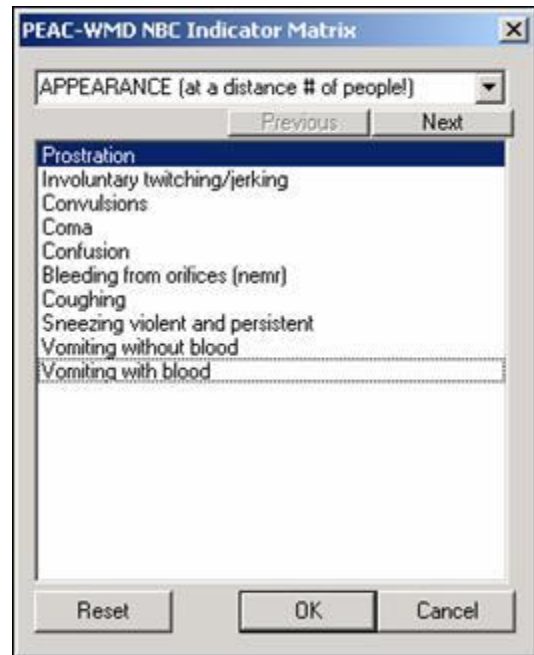 PEAC-WMD NBC Indicator Matrix
APPEARANCE (at a distance # of people!)
Previous Next
Prostration
Involuntary twitching/jerking
Convulsions
Coma
Confusion
Bleeding from orifices (nemr)
Coughing
Sneezing violent and persistent
Vomiting without blood
Vomiting with blood
Reset OK Cancel